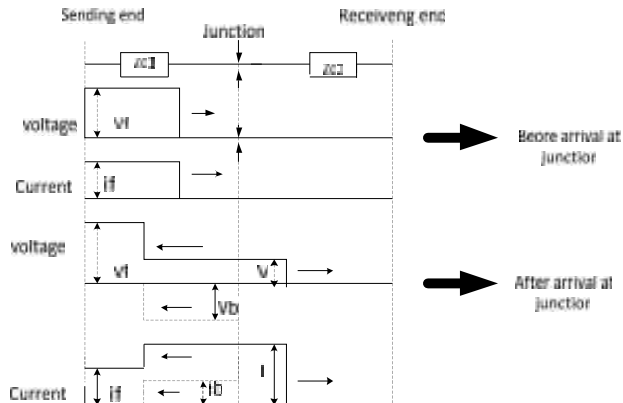 Sending end
Receiveng end
Junction
zc1
zc2
voltage
vf
Beore arrival at
junctior
Current
if
voltage
vf
V
Vb
After arrival at
junctior
Current
if
ib
I